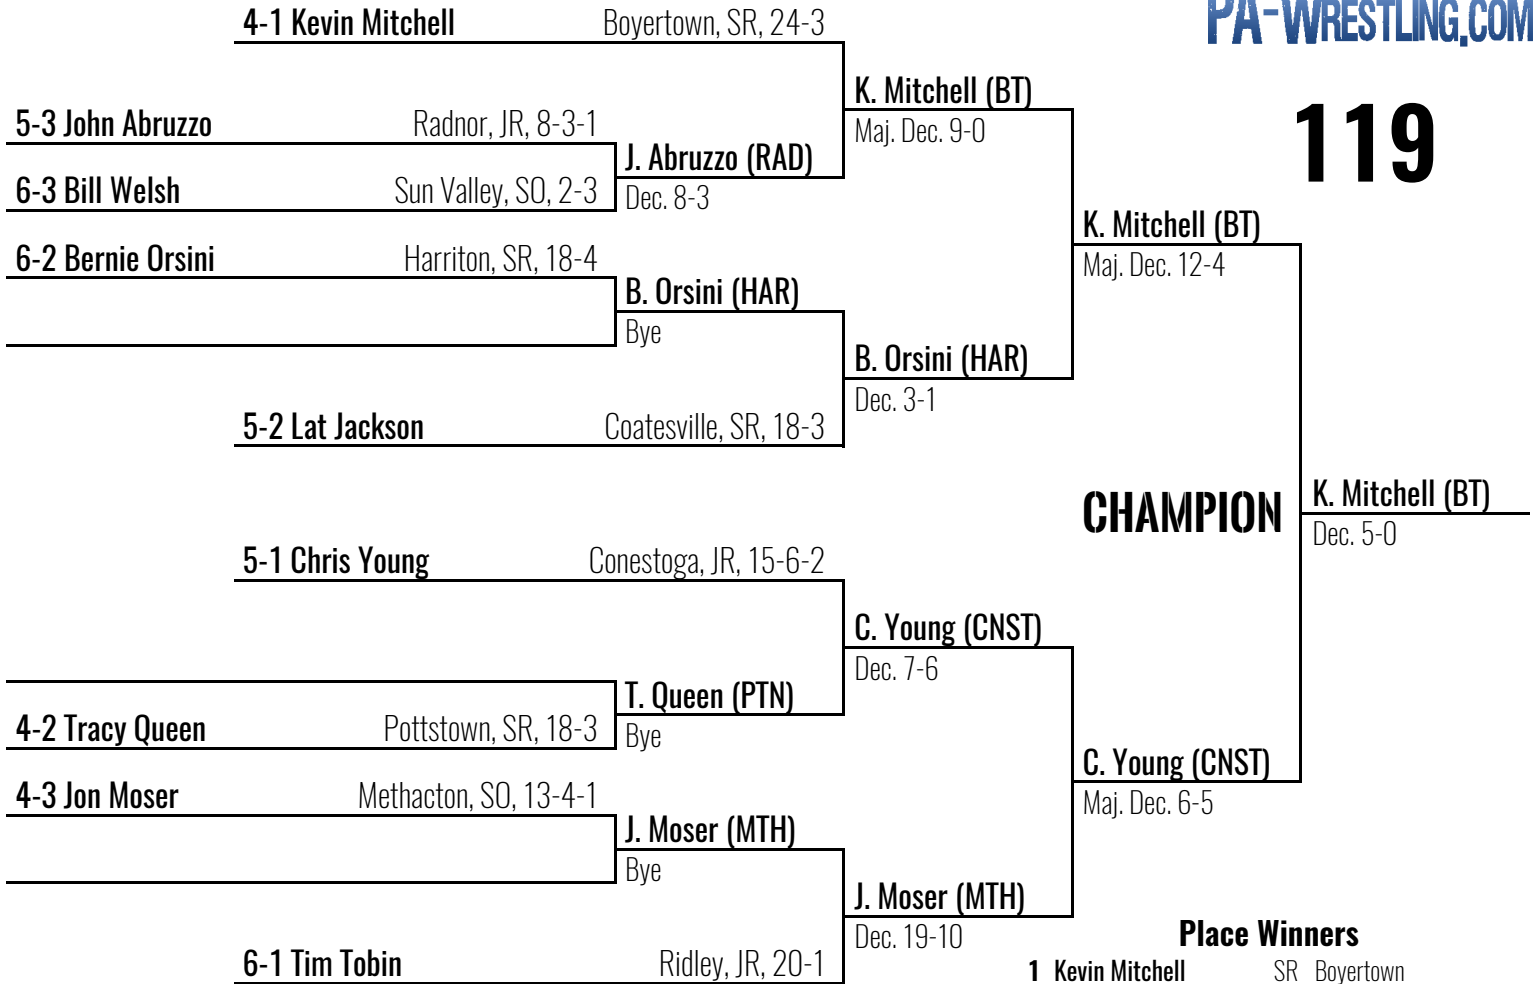 PA-WRESTLING.COM
119
4-1 Kevin Mitchell Boyertown, SR, 24-3
K. Mitchell (BT)
Maj. Dec. 9-0
5-3 John Abruzzo Radnor, JR, 8-3-1
J. Abruzzo (RAD)
Dec. 8-3
6-3 Bill Welsh Sun Valley, SO, 2-3
K. Mitchell (BT)
Maj. Dec. 12-4
6-2 Bernie Orsini Harriton, SR, 18-4
B. Orsini (HAR)
Bye
B. Orsini (HAR)
Dec. 3-1
5-2 Lat Jackson Coatesville, SR, 18-3
CHAMPION
K. Mitchell (BT)
Dec. 5-0
5-1 Chris Young Conestoga, JR, 15-6-2
C. Young (CNST)
Dec. 7-6
T. Queen (PTN)
Bye
4-2 Tracy Queen Pottstown, SR, 18-3
C. Young (CNST)
Maj. Dec. 6-5
4-3 Jon Moser Methacton, SO, 13-4-1
J. Moser (MTH)
Bye
J. Moser (MTH)
Dec. 19-10
6-1 Tim Tobin Ridley, JR, 20-1
Place Winners
1 Kevin Mitchell SR Boyertown